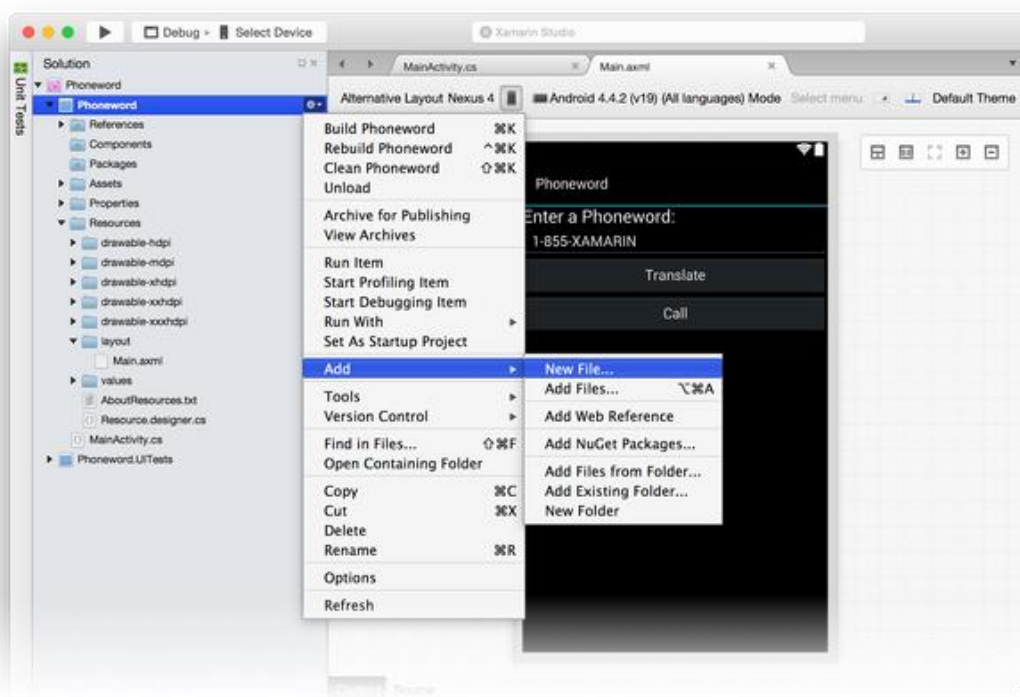 Debug › Select Device
Xamarin Studio
Unit Tests
Solution
Phoneword
Phoneword
References
Components
Packages
Assets
Properties
Resources
drawable-hdpi
drawable-mdpi
drawable-xhdpi
drawable-xxhdpi
drawable-xxxhdpi
layout
Main.axml
values
AboutResources.txt
Resource.designer.cs
MainActivity.cs
Phoneword.UITests
MainActivity.cs
Main.axml
Alternative Layout Nexus 4 Android 4.4.2 (v19) (All languages) Mode Select menu Default Theme
Build Phoneword ⌘K
Rebuild Phoneword ^⌘K
Clean Phoneword ⇧⌘K
Unload
Archive for Publishing
View Archives
Run Item
Start Profiling Item
Start Debugging Item
Run With
Set As Startup Project
Add
Tools
Version Control
Find in Files... ⇧⌘F
Open Containing Folder
Copy ⌘C
Cut ⌘X
Delete
Rename ⌘R
Options
Refresh
New File...
Add Files... ⌥⌘A
Add Web Reference
Add NuGet Packages...
Add Files from Folder...
Add Existing Folder...
New Folder
Phoneword
Enter a Phoneword:
1-855-XAMARIN
Translate
Call
Source